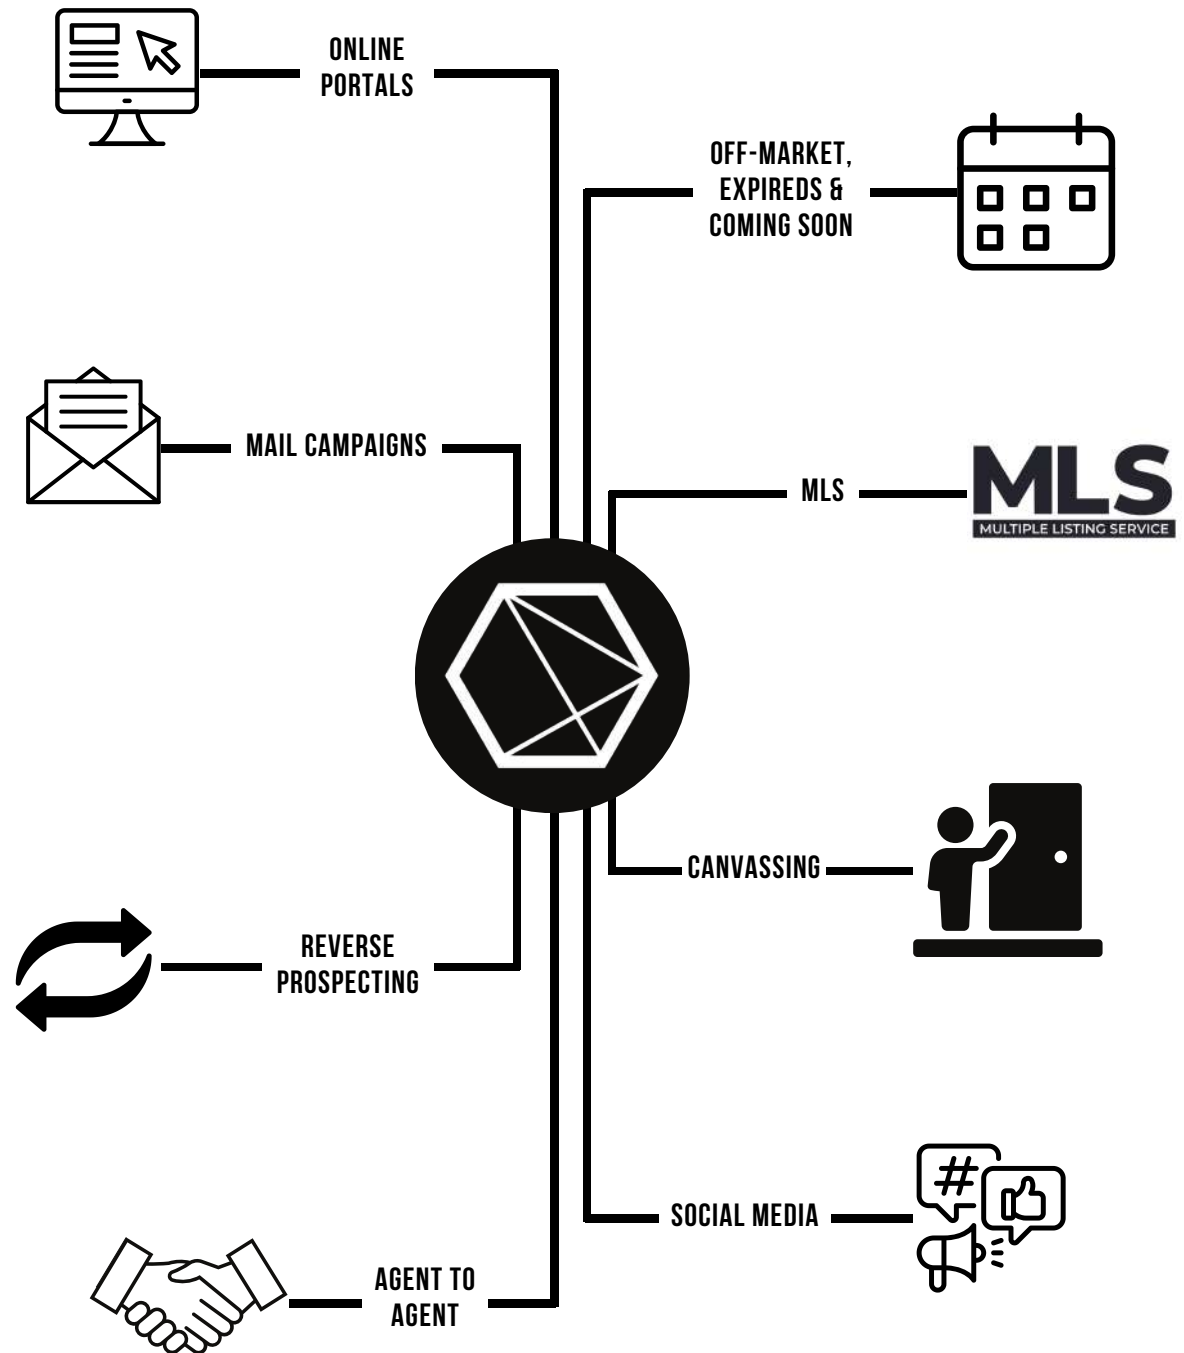 ONLINE
PORTALS
OFF-MARKET,
EXPIREDS &
COMING SOON
MAIL CAMPAIGNS
MLS
MLS
MULTIPLE LISTING SERVICE
CANVASSING
REVERSE
PROSPECTING
#
SOCIAL MEDIA
AGENT TO
AGENT